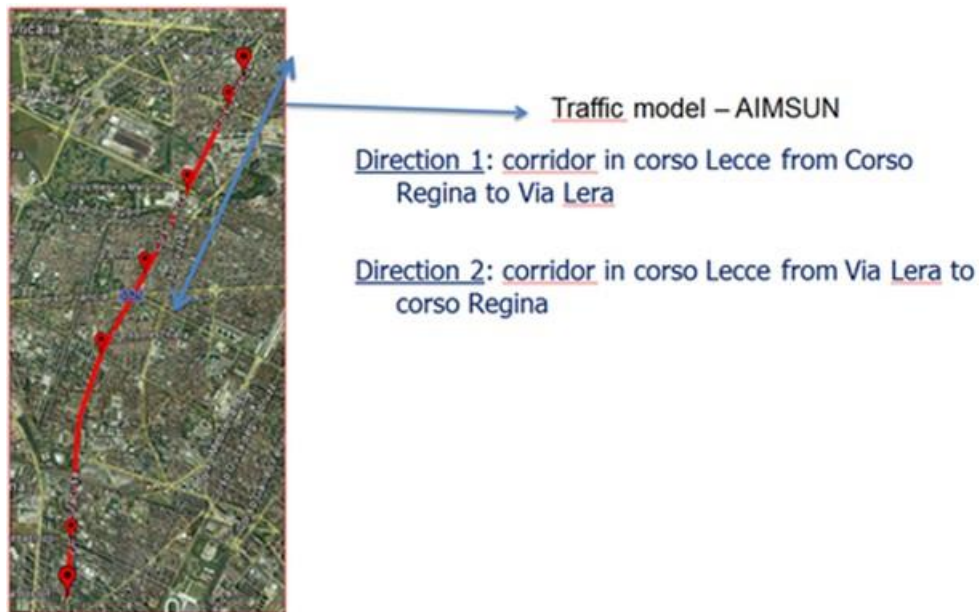 Traffic model – AIMSUN
Direction 1: corridor in corso Lecce from Corso
Regina to Via Lera
Direction 2: corridor in corso Lecce from Via Lera to
corso Regina